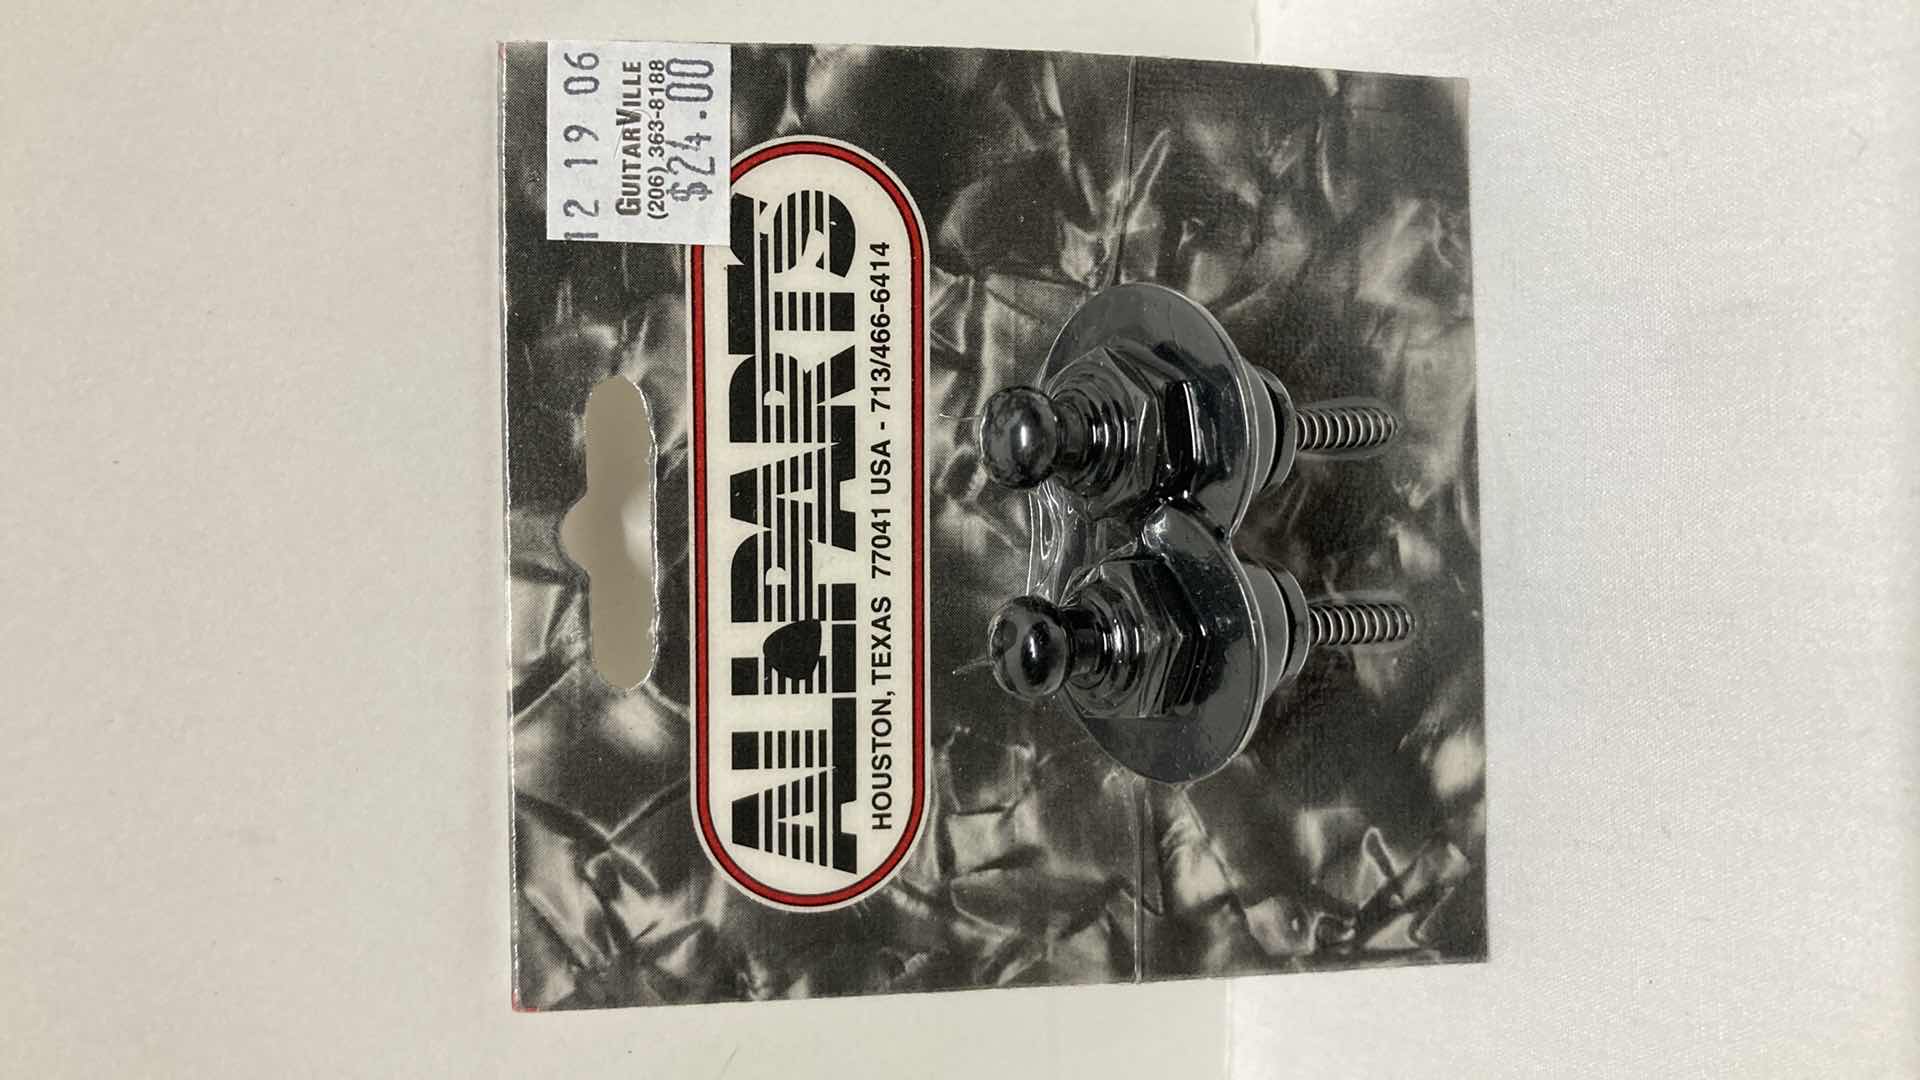 12 19 06
GUITARVILLE
(206) 363-8188
$24.00
ALLPARTS
HOUSTON, TEXAS 77041 USA - 713/466-6414